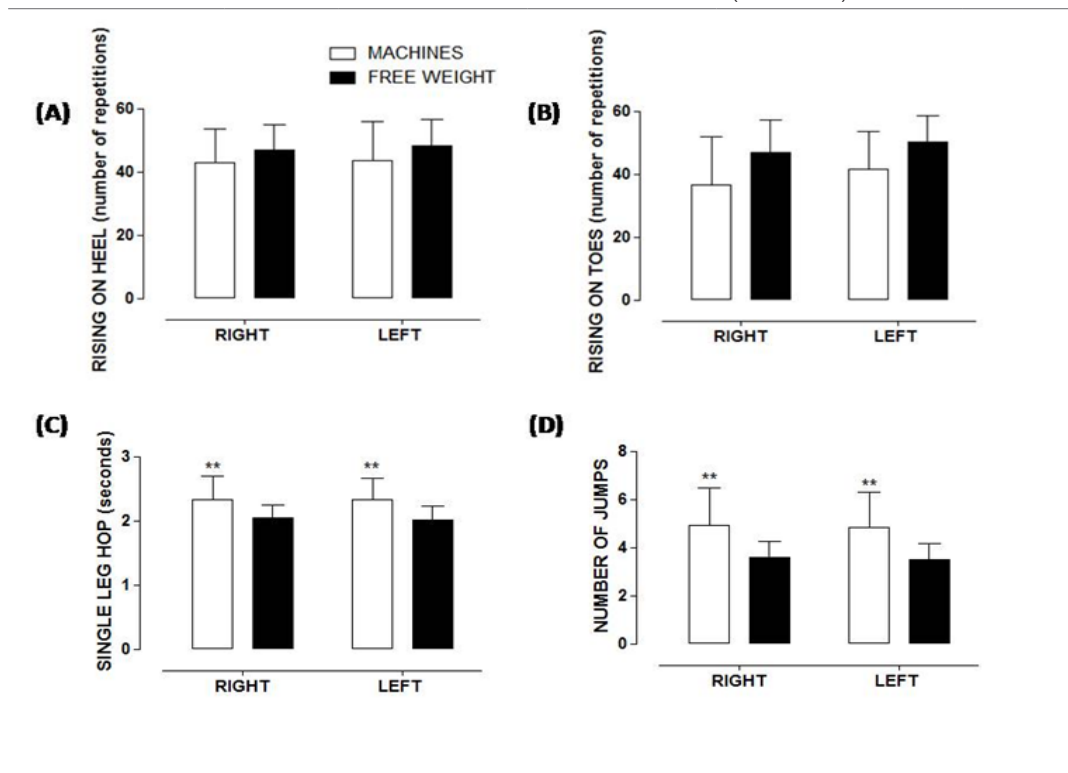 MACHINES
FREE WEIGHT
(A)
RISING ON HEEL (number of repetitions)
60
40
20
0
RIGHT
LEFT
(B)
RISING ON TOES (number of repetitions)
60
40
20
0
RIGHT
LEFT
(C)
SINGLE LEG HOP (seconds)
3
2
1
0
**
**
RIGHT
LEFT
(D)
NUMBER OF JUMPS
8
6
4
2
0
**
**
RIGHT
LEFT